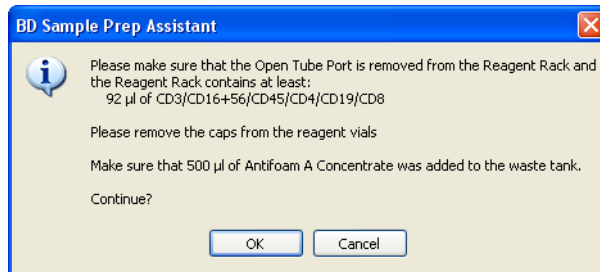 BD Sample Prep Assistant
Please make sure that the Open Tube Port is removed from the Reagent Rack and
the Reagent Rack contains at least:
92 µl of CD3/CD16+56/CD45/CD4/CD19/CD8
Please remove the caps from the reagent vials
Make sure that 500 µl of Antifoam A Concentrate was added to the waste tank.
Continue?
OK
Cancel